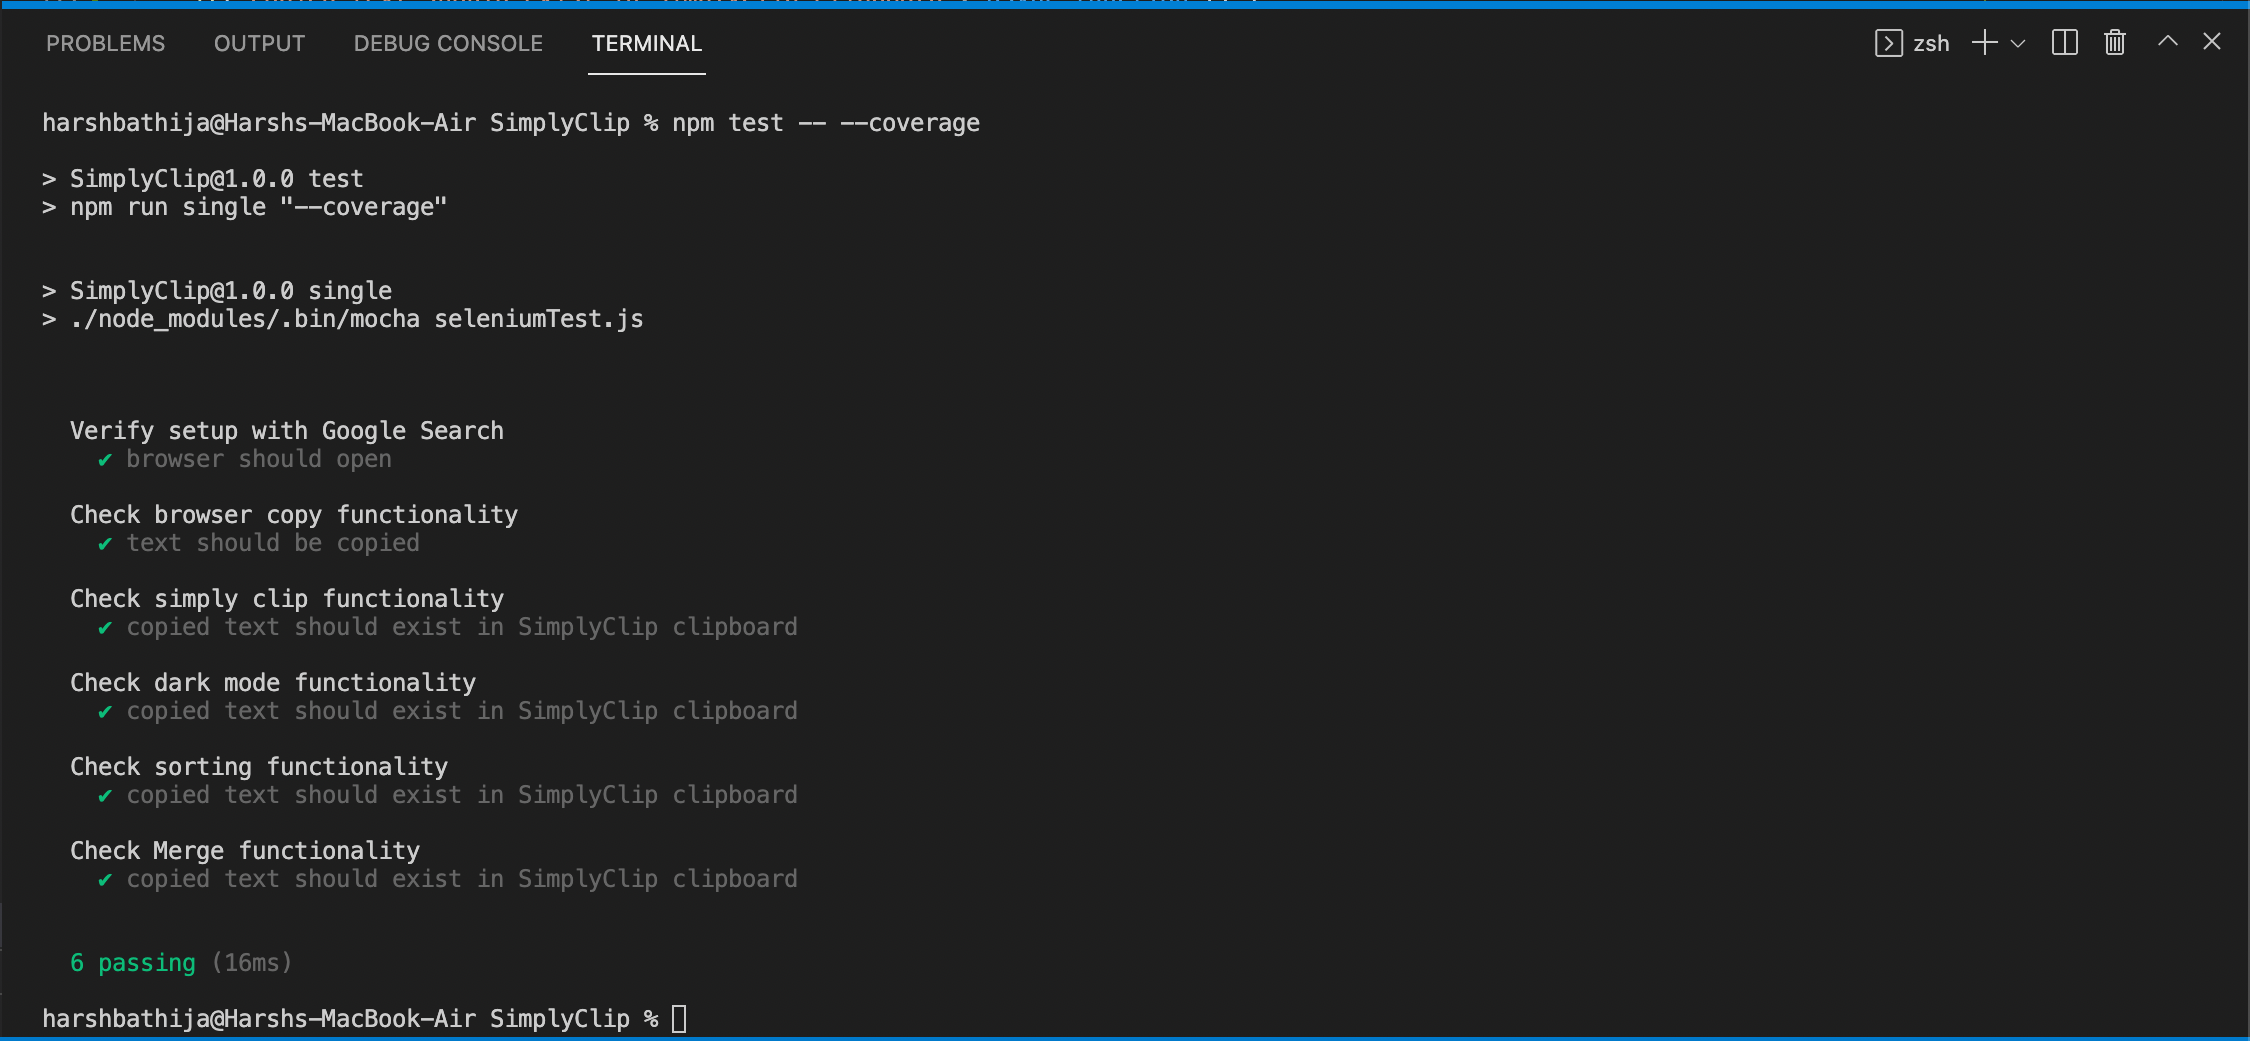 PROBLEMS OUTPUT DEBUG CONSOLE TERMINAL zsh
harshbathija@Harshs-MacBook-Air SimplyClip % npm test -- --coverage
> SimplyClip@1.0.0 test
> npm run single "--coverage"
> SimplyClip@1.0.0 single
> ./node_modules/.bin/mocha seleniumTest.js
Verify setup with Google Search
✔ browser should open
Check browser copy functionality
✔ text should be copied
Check simply clip functionality
✔ copied text should exist in SimplyClip clipboard
Check dark mode functionality
✔ copied text should exist in SimplyClip clipboard
Check sorting functionality
✔ copied text should exist in SimplyClip clipboard
Check Merge functionality
✔ copied text should exist in SimplyClip clipboard
6 passing (16ms)
harshbathija@Harshs-MacBook-Air SimplyClip %